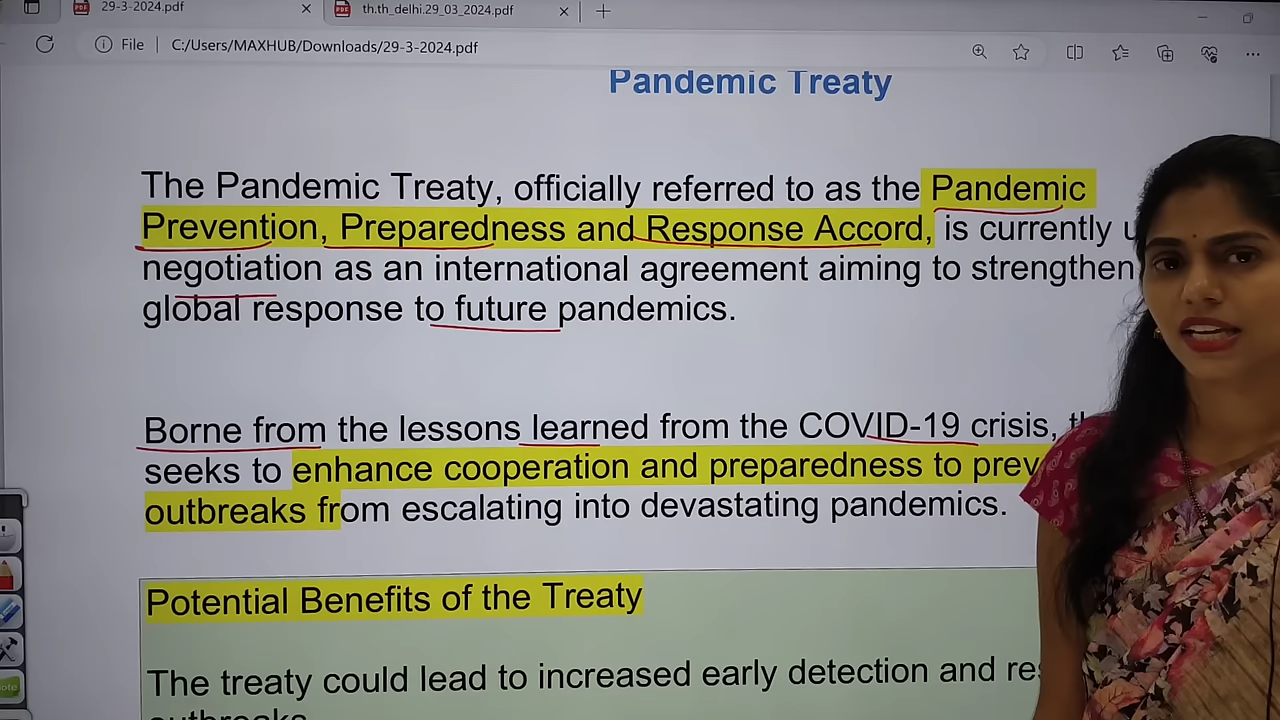 29-3-2024.pdf
th.th_delhi.29_03_2024.pdf
File
C:/Users/MAXHUB/Downloads/29-3-2024.pdf
Pandemic Treaty
The Pandemic Treaty, officially referred to as the Pandemic
Prevention, Preparedness and Response Accord, is currently
negotiation as an international agreement aiming to strengthen
global response to future pandemics.
Borne from the lessons learned from the COVID-19 crisis,
seeks to enhance cooperation and preparedness to
outbreaks from escalating into devastating pandemics.
Potential Benefits of the Treaty
The treaty could lead to increased early detection and
outbreaks